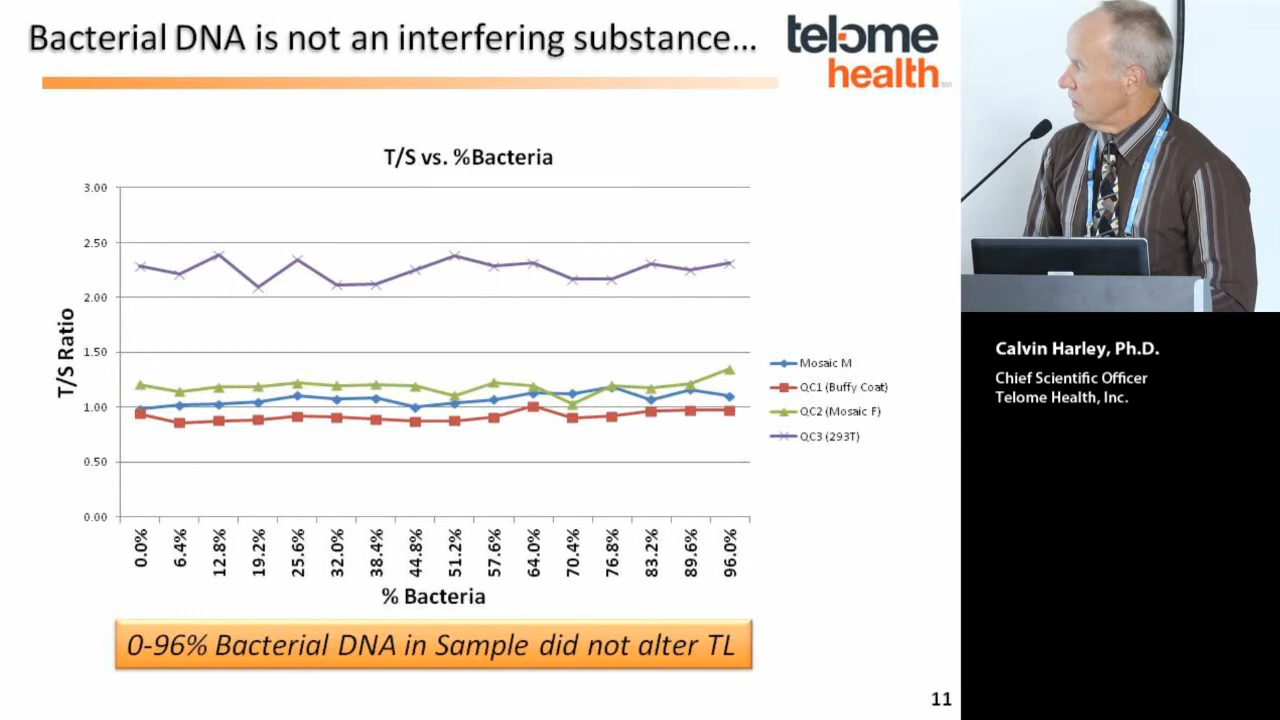 Bacterial DNA is not an interfering substance...
telome
health
T/S vs. %Bacteria
3.00
2.50
2.00
1.50
1.00
0.50
0.00
T/S Ratio
0.0%
6.4%
12.8%
19.2%
25.6%
32.0%
38.4%
44.8%
51.2%
57.6%
64.0%
70.4%
76.8%
83.2%
89.6%
96.0%
% Bacteria
Mosaic M
QC1 (Buffy Coat)
QC2 (Mosaic F)
QC3 (293T)
0-96% Bacterial DNA in Sample did not alter TL
11
Calvin Harley, Ph.D.
Chief Scientific Officer
Telome Health, Inc.